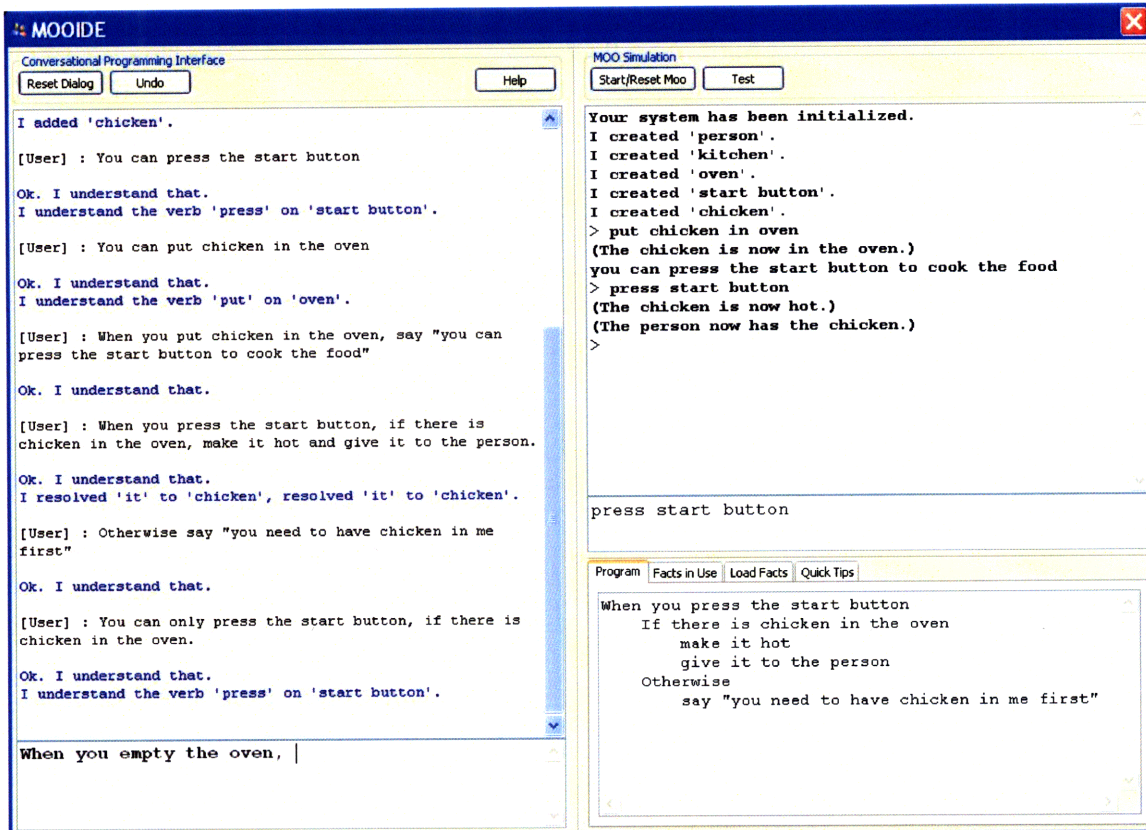 MOOIDE
Conversational Programming Interface
Reset Dialog Undo Help
I added 'chicken'.
[User] : You can press the start button
Ok. I understand that.
I understand the verb 'press' on 'start button'.
[User] : You can put chicken in the oven
Ok. I understand that.
I understand the verb 'put' on 'oven'.
[User] : When you put chicken in the oven, say "you can
press the start button to cook the food"
Ok. I understand that.
[User] : When you press the start button, if there is
chicken in the oven, make it hot and give it to the person.
Ok. I understand that.
I resolved 'it' to 'chicken', resolved 'it' to 'chicken'.
[User] : Otherwise say "you need to have chicken in me
first"
Ok. I understand that.
[User] : You can only press the start button, if there is
chicken in the oven.
Ok. I understand that.
I understand the verb 'press' on 'start button'.
When you empty the oven,
MOO Simulation
Start/Reset Moo Test
Your system has been initialized.
I created 'person'.
I created 'kitchen'.
I created 'oven'.
I created 'start button'.
I created 'chicken'.
> put chicken in oven
(The chicken is now in the oven.)
you can press the start button to cook the food
> press start button
(The chicken is now hot.)
(The person now has the chicken.)
>
press start button
Program Facts in Use Load Facts Quick Tips
When you press the start button
If there is chicken in the oven
make it hot
give it to the person
Otherwise
say "you need to have chicken in me first"